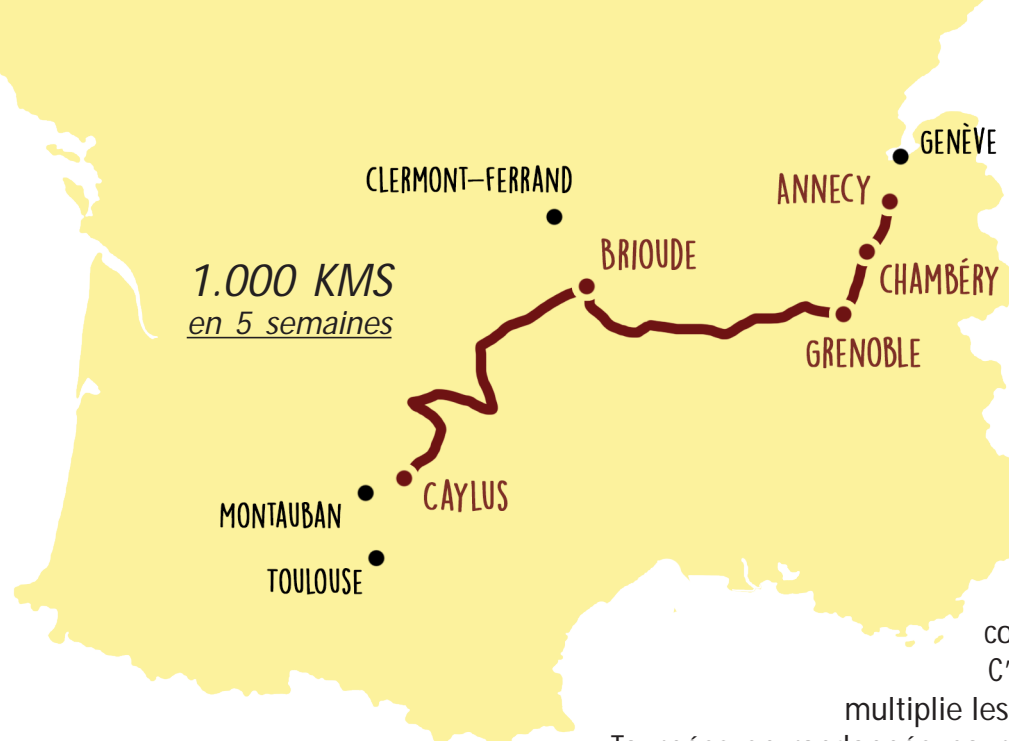 GENÈVE
CLERMONT-FERRAND
ANNECY
BRIOUDE
1.000 KMS
en 5 semaines
CHAMBÉRY
GRENOBLE
CAYLUS
MONTAUBAN
TOULOUSE
C'
multiplie les